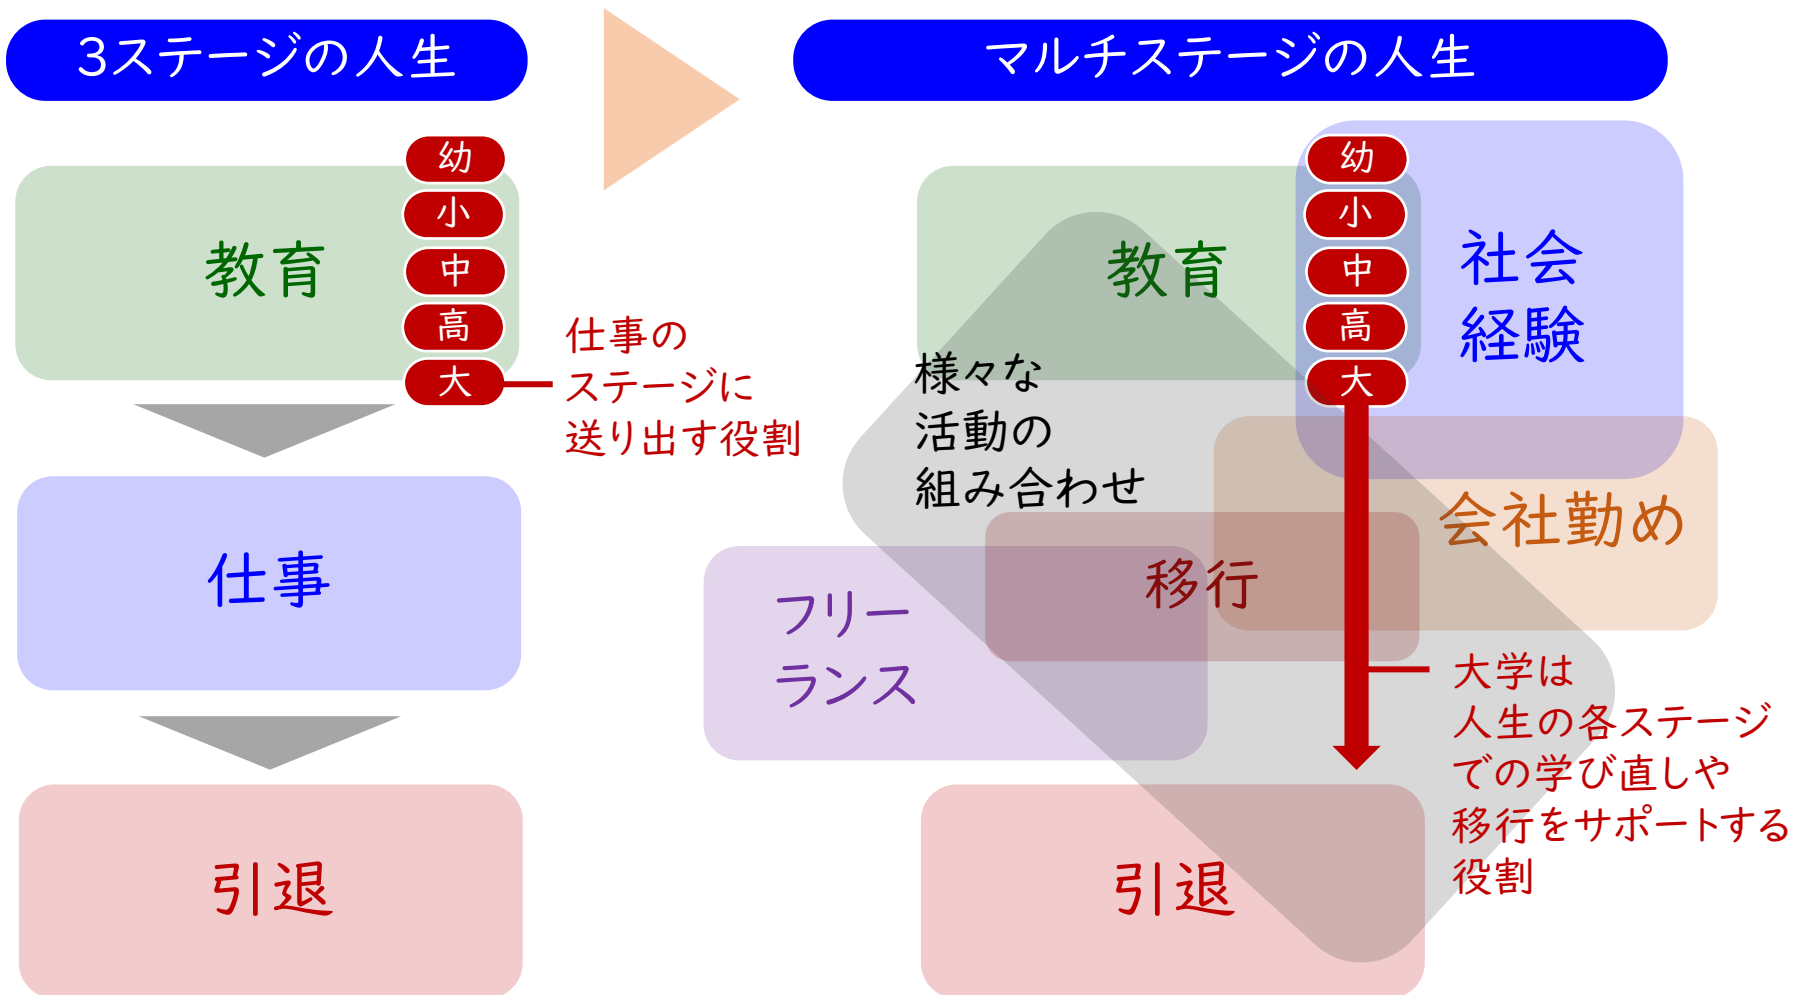 3ステージの人生
幼
小
中
高
大
教育
仕事の
ステージに
送り出す役割
仕事
引退
マルチステージの人生
幼
小
中
高
大
教育
社会
経験
様々な
活動の
組み合わせ
会社勤め
移行
フリー
ランス
大学は
人生の各ステージ
での学び直しや
移行をサポートする
役割
引退